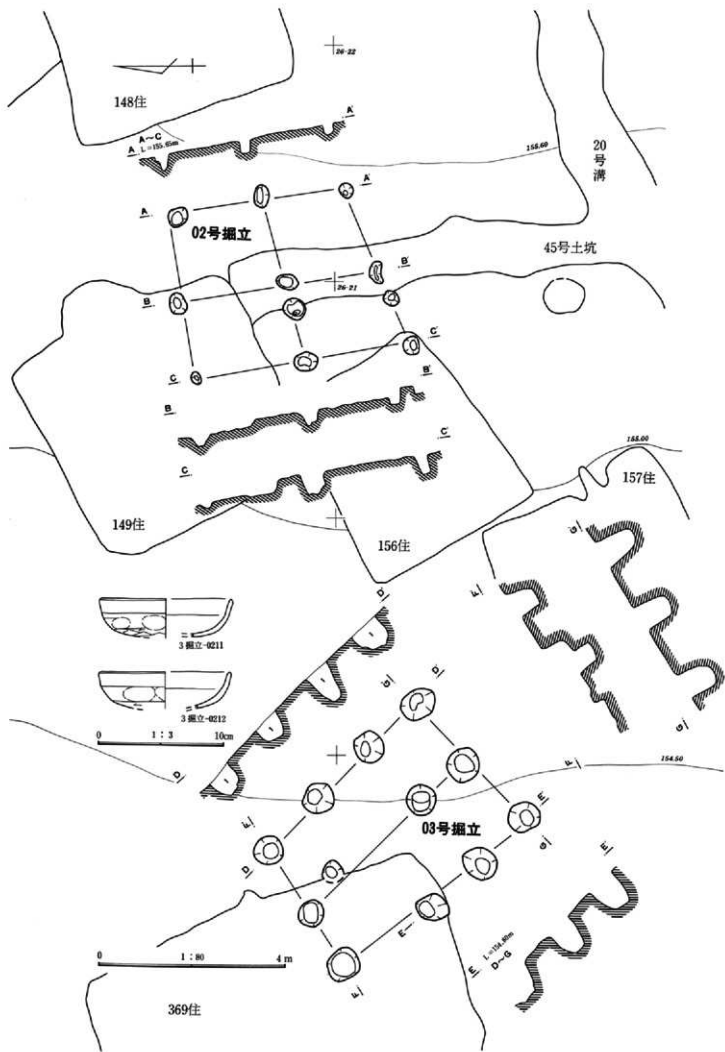 26-22
148住
A'
A～C
A L=155.65m
155.60
20号溝
A
A'
02号掘立
45号土坑
B'
26-21
B
C'
C
B'
B
C'
C
155.00
157住
149住
156住
G'
D'
F'
3掘立-0211
G'
D'
3掘立-0212
0 1:3 10cm
G
D
F
154.50
E'
F'
03号掘立
G
D
E'
E
L=154.80m
D～G
E
0 1:80 4m
F
369住